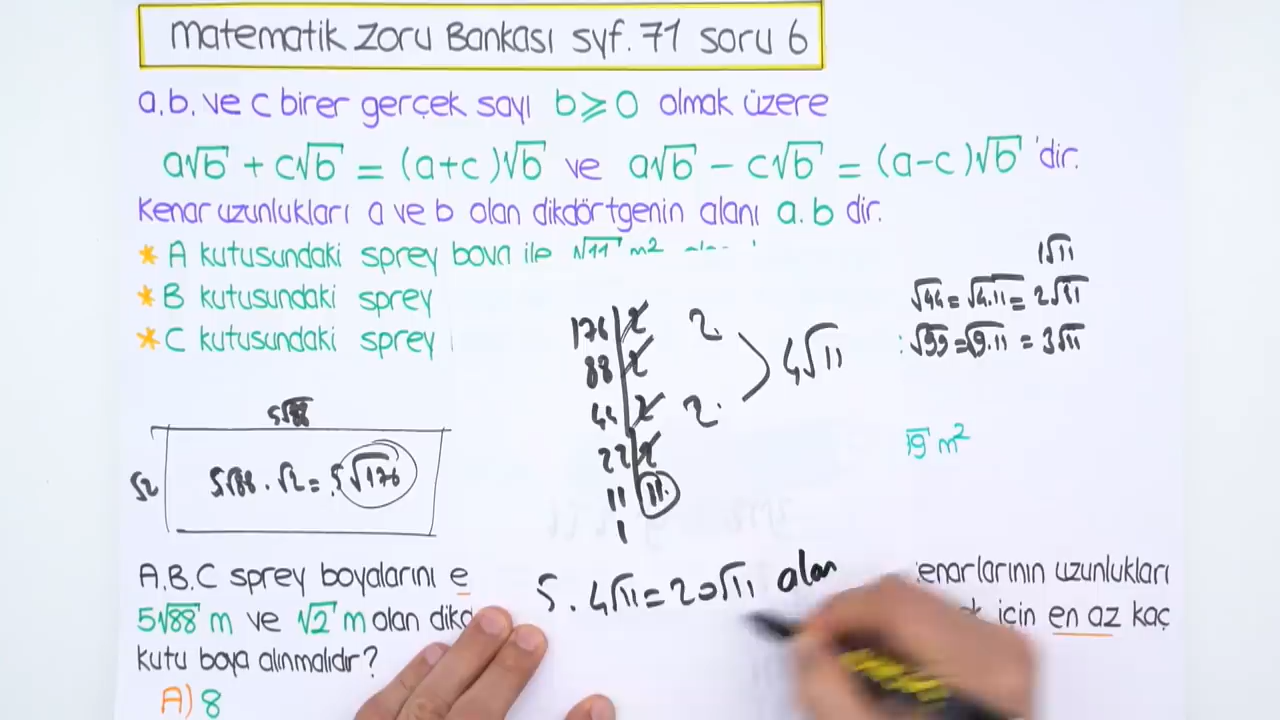 matematik Zoru Bankası syf. 71 soru 6
a.b. ve c birer gerçek sayı b ≥ 0 olmak üzere
a√b + c√b = (a+c)√b ve a√b − c√b = (a−c)√b 'dir.
Kenar uzunlukları a ve b olan dikdörtgenin alanı a.b dir.
* A kutusundaki sprey boya ile √11 m²
* B kutusundaki sprey
* C kutusundaki sprey
1√11
√44 = √4.11 = 2√11
: √99 = √9.11 = 3√11
176 2 2.
88 2
44 2 2.
22 2
11 11.
1
4√11
9 m²
5√88
√2
5√88 . √2 = 5√176
A.B.C sprey boyalarını e
5√88 m ve √2 m olan dikd
kutu boya alınmalıdır?
A) 8
5 . 4√11 = 20√11 alan
enarlarının uzunlukları
için en az kaç